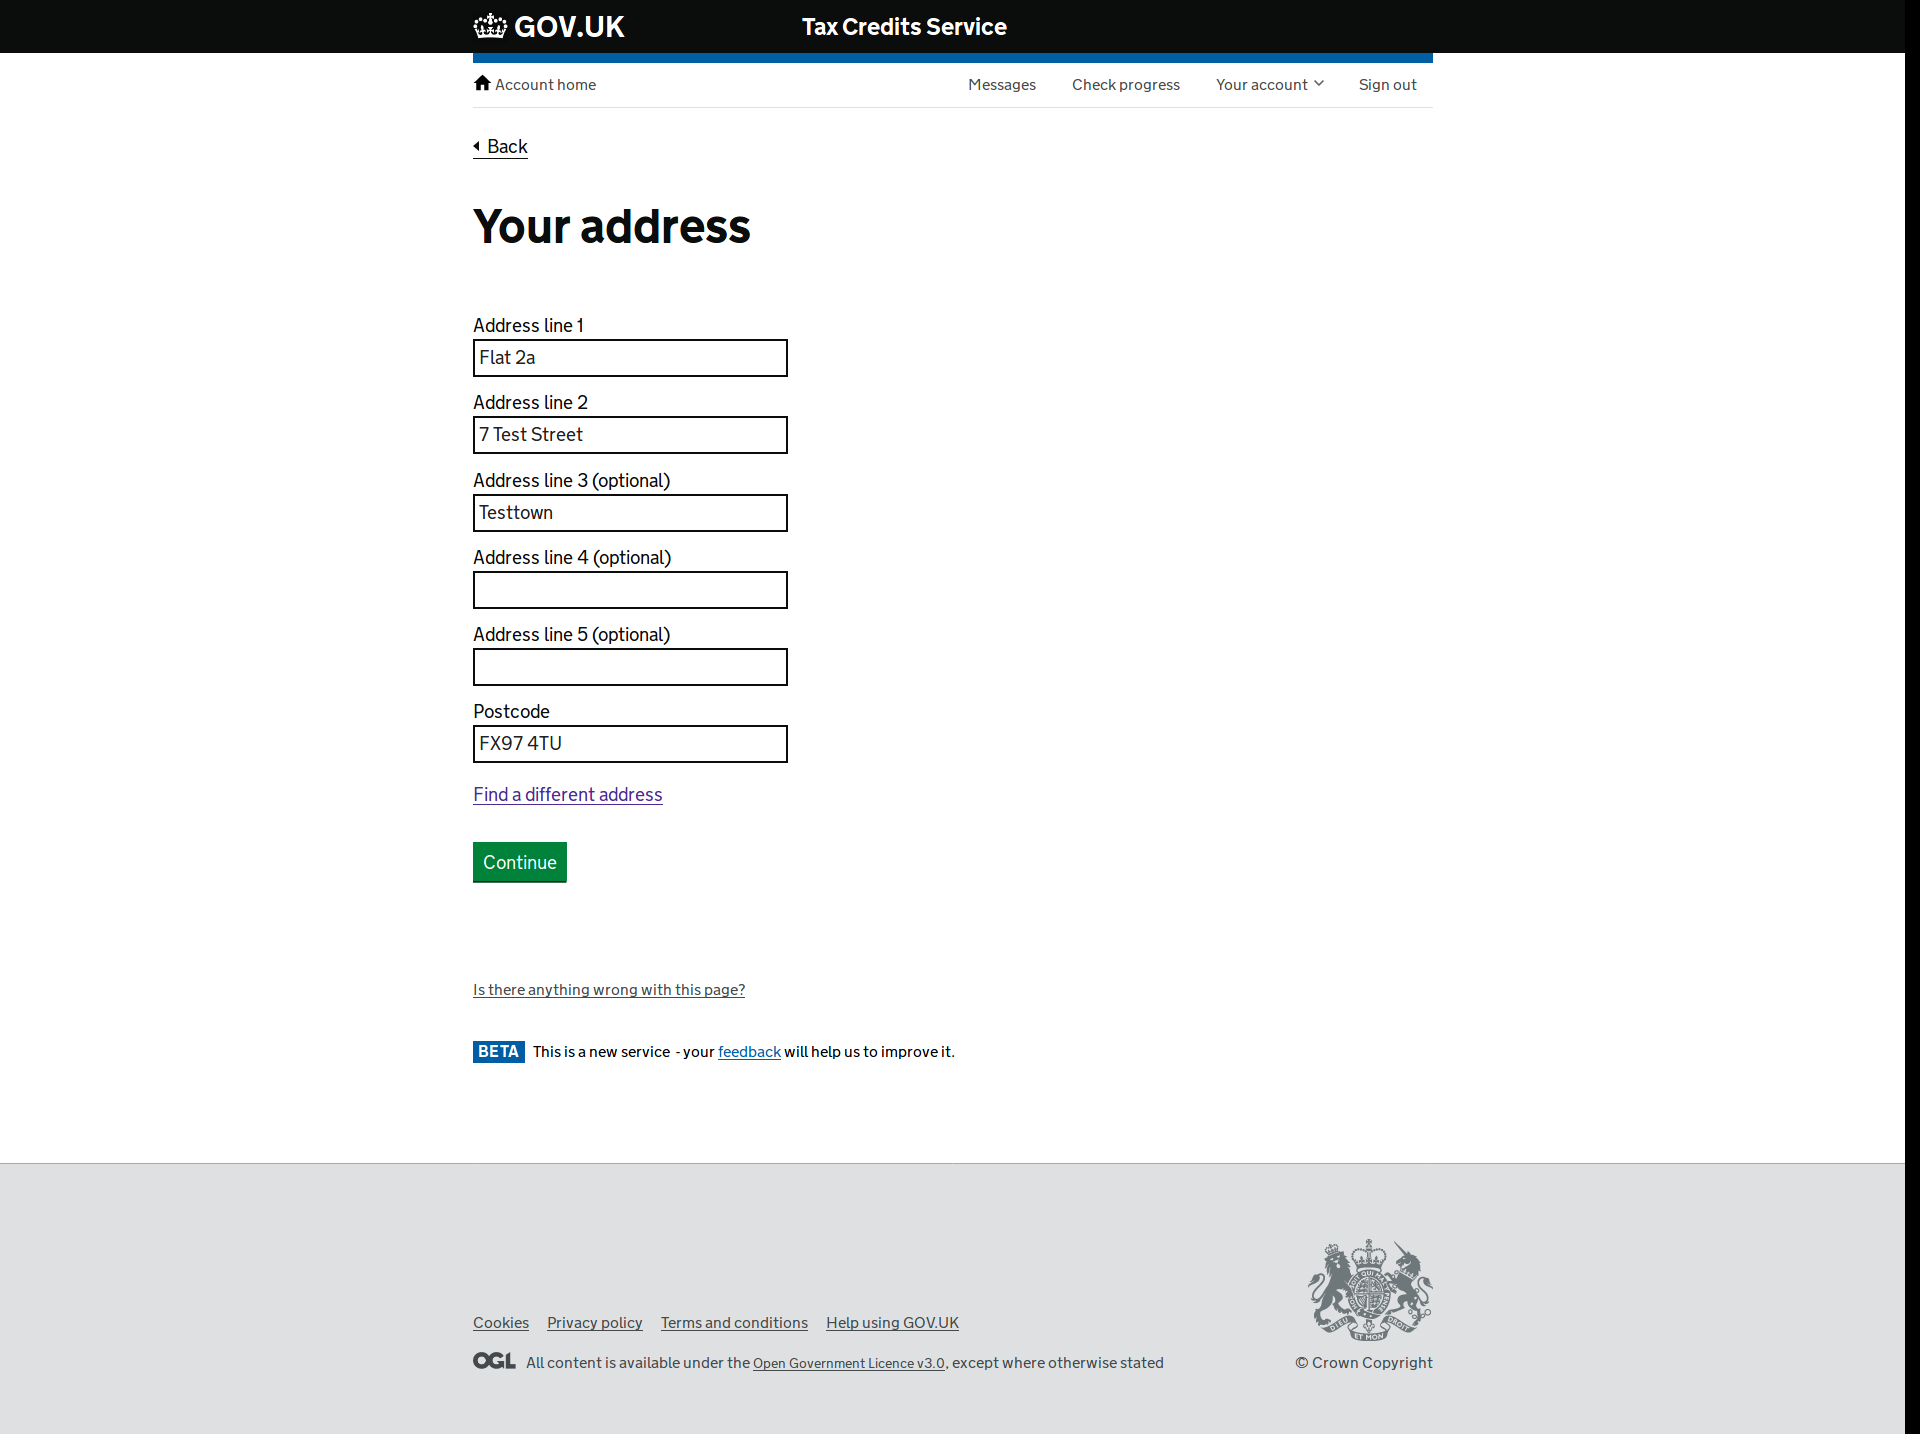 GOV.UK
Tax Credits Service
Account home
Messages
Check progress
Your account
Sign out
Back
Your address
Address line 1
Flat 2a
Address line 2
7 Test Street
Address line 3 (optional)
Testtown
Address line 4 (optional)
Address line 5 (optional)
Postcode
FX97 4TU
Find a different address
Continue
Is there anything wrong with this page?
BETA This is a new service - your feedback will help us to improve it.
Cookies Privacy policy Terms and conditions Help using GOV.UK
OGL All content is available under the Open Government Licence v3.0, except where otherwise stated
DIEU ET MON DROIT
© Crown Copyright